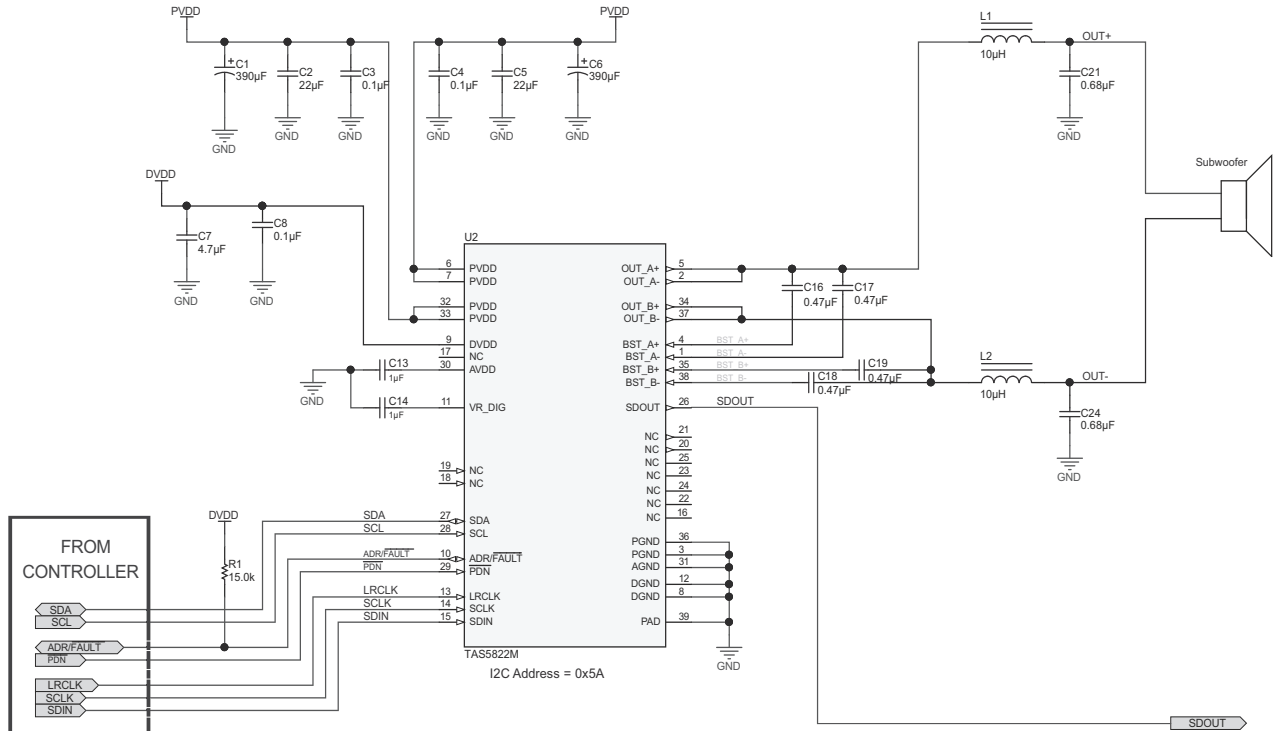 PVDD
PVDD
L1
10µH
OUT+
C1
390µF
C2
22µF
C3
0.1µF
C4
0.1µF
C5
22µF
C6
390µF
C21
0.68µF
GND
GND
GND
GND
GND
GND
GND
Subwoofer
DVDD
C7
4.7µF
C8
0.1µF
GND
GND
U2
6 PVDD
7 PVDD
32 PVDD
33 PVDD
9 DVDD
17 NC
30 AVDD
11 VR_DIG
19 NC
18 NC
SDA 27 SDA
SCL 28 SCL
ADR/FAULT 10 ADR/FAULT
PDN 29 PDN
LRCLK 13 LRCLK
SCLK 14 SCLK
SDIN 15 SDIN
C13
1µF
C14
1µF
GND
OUT_A+ 5
OUT_A- 2
OUT_B+ 34
OUT_B- 37
BST_A+ 4 BST_A+
BST_A- 1 BST_A-
BST_B+ 35 BST_B+
BST_B- 38 BST_B-
SDOUT 26 SDOUT
NC 21
NC 20
NC 25
NC 23
NC 24
NC 22
NC 16
PGND 36
PGND 3
AGND 31
DGND 12
DGND 8
PAD 39
GND
C16
0.47µF
C17
0.47µF
C19
0.47µF
C18
0.47µF
L2
10µH
OUT-
C24
0.68µF
GND
TAS5822M
I2C Address = 0x5A
DVDD
R1
15.0k
FROM
CONTROLLER
SDA
SCL
ADR/FAULT
PDN
LRCLK
SCLK
SDIN
SDOUT